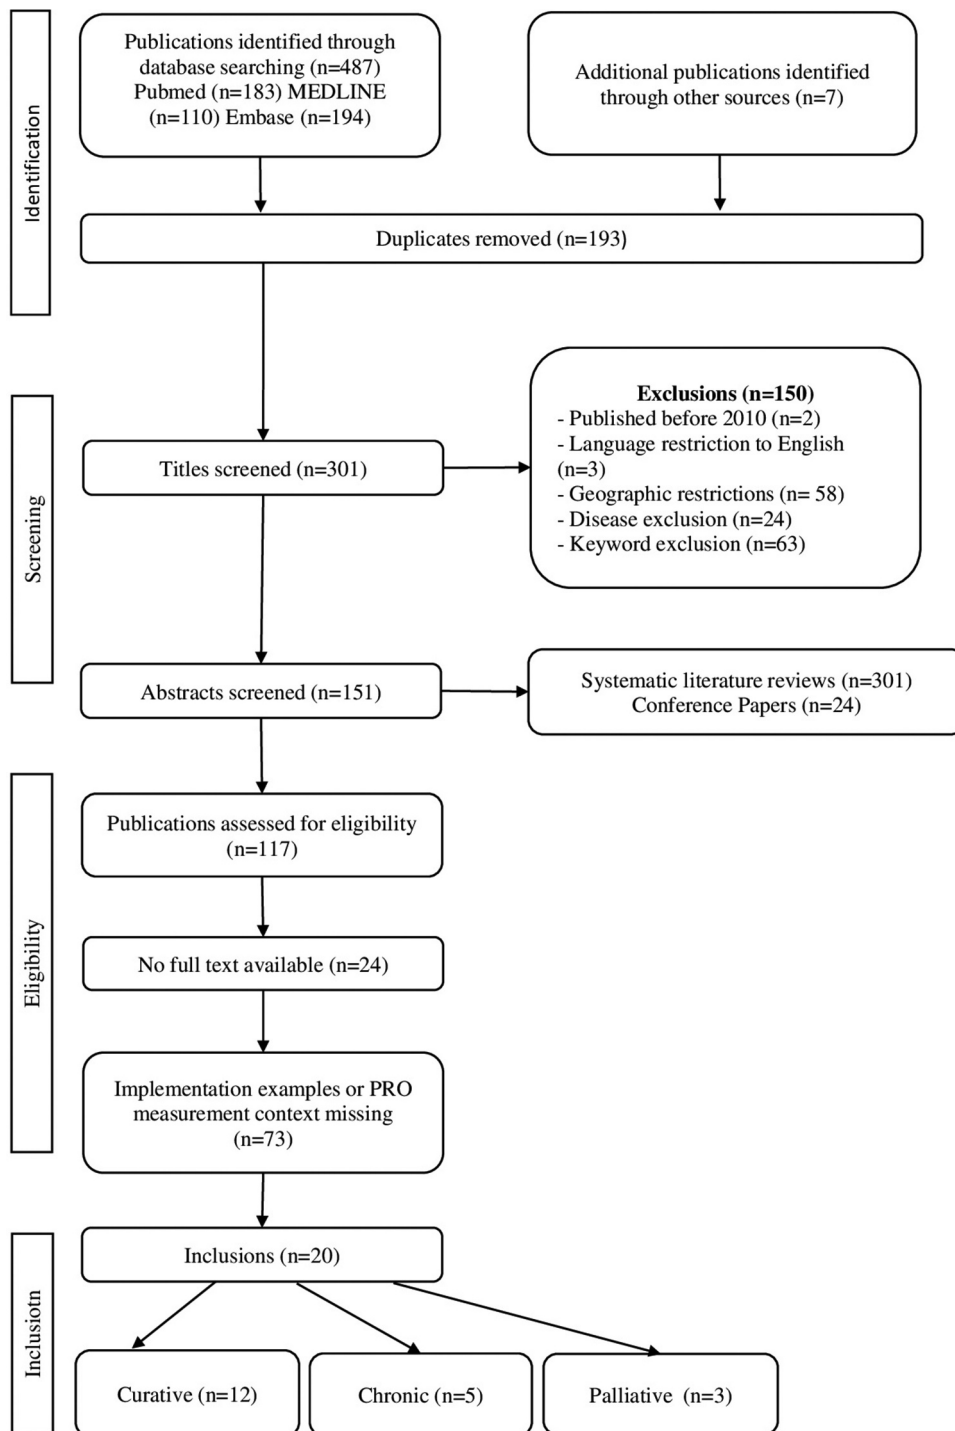 Identification
Publications identified through
database searching (n=487)
Pubmed (n=183) MEDLINE
(n=110) Embase (n=194)
Additional publications identified
through other sources (n=7)
Duplicates removed (n=193)
Screening
Titles screened (n=301)
Exclusions (n=150)
- Published before 2010 (n=2)
- Language restriction to English
(n=3)
- Geographic restrictions (n= 58)
- Disease exclusion (n=24)
- Keyword exclusion (n=63)
Abstracts screened (n=151)
Systematic literature reviews (n=301)
Conference Papers (n=24)
Eligibility
Publications assessed for eligibility
(n=117)
No full text available (n=24)
Implementation examples or PRO
measurement context missing
(n=73)
Inclusiotn
Inclusions (n=20)
Curative (n=12)
Chronic (n=5)
Palliative (n=3)